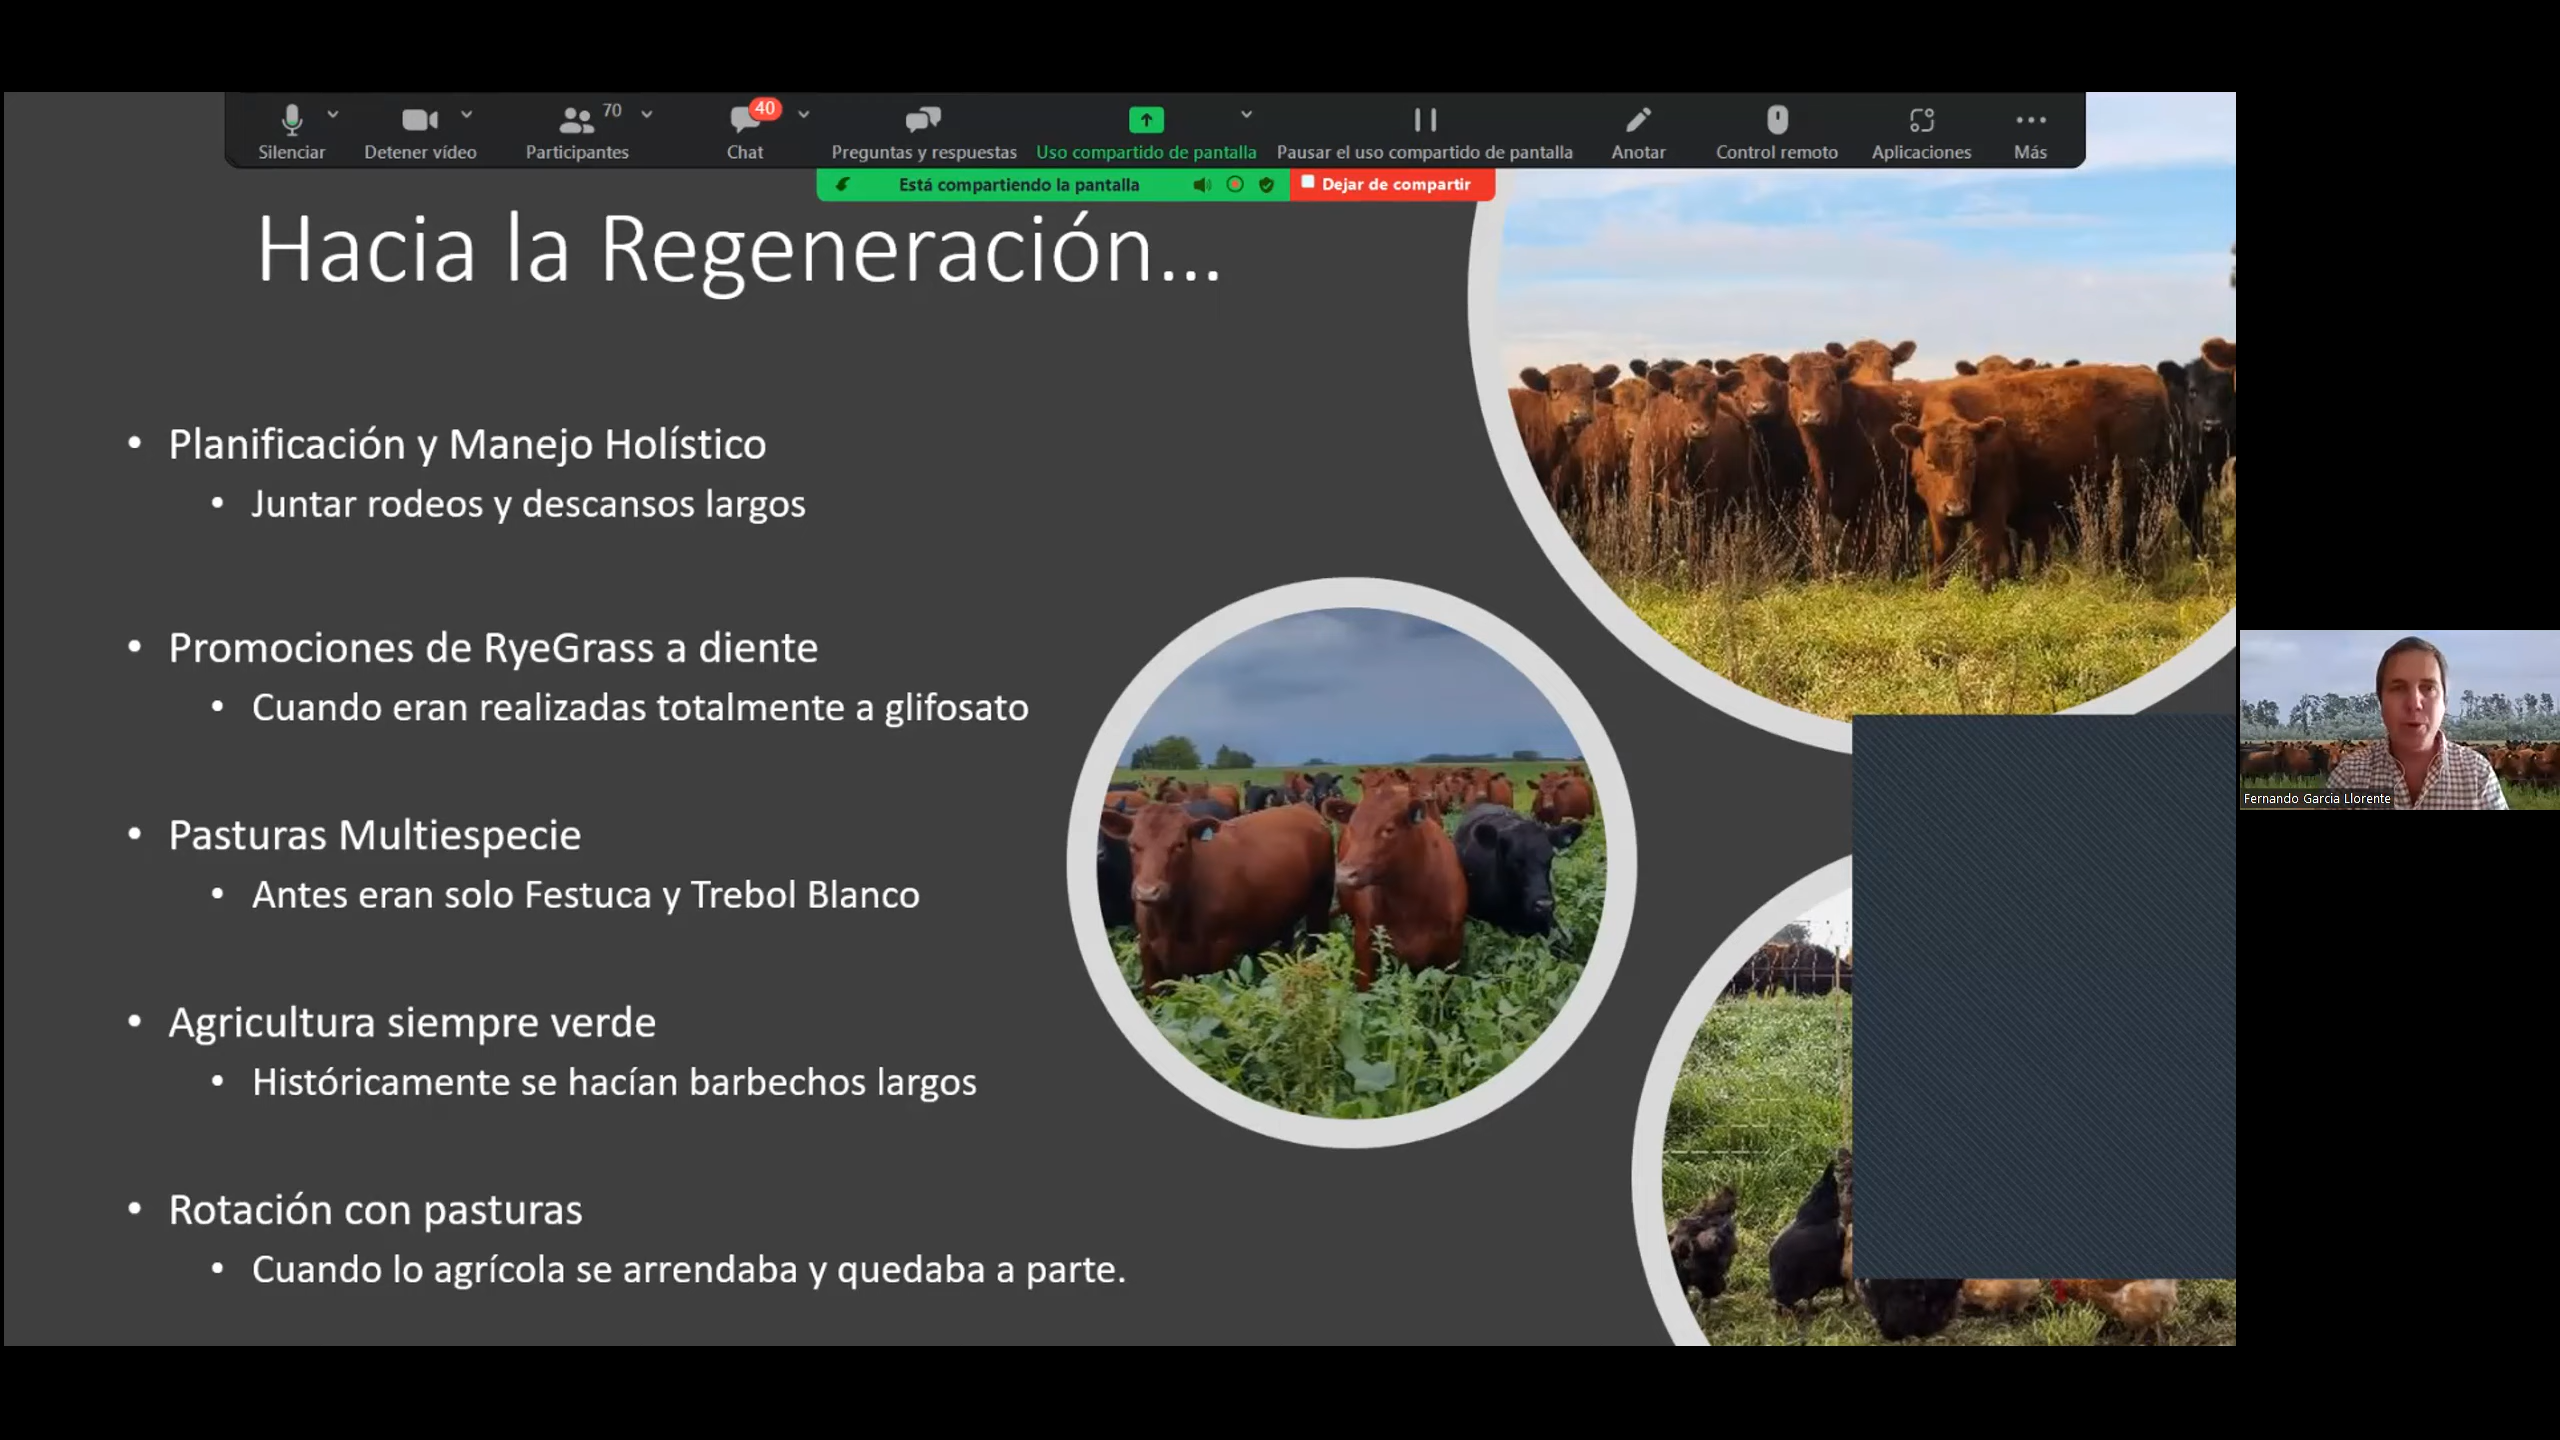 70
40
Silenciar
Detener vídeo
Participantes
Chat
Preguntas y respuestas
Uso compartido de pantalla
Pausar el uso compartido de pantalla
Anotar
Control remoto
Aplicaciones
Más
Está compartiendo la pantalla
Dejar de compartir
Hacia la Regeneración...
• Planificación y Manejo Holístico
• Juntar rodeos y descansos largos
• Promociones de RyeGrass a diente
• Cuando eran realizadas totalmente a glifosato
• Pasturas Multiespecie
• Antes eran solo Festuca y Trebol Blanco
• Agricultura siempre verde
• Históricamente se hacían barbechos largos
• Rotación con pasturas
• Cuando lo agrícola se arrendaba y quedaba a parte.
Fernando Garcia Llorente